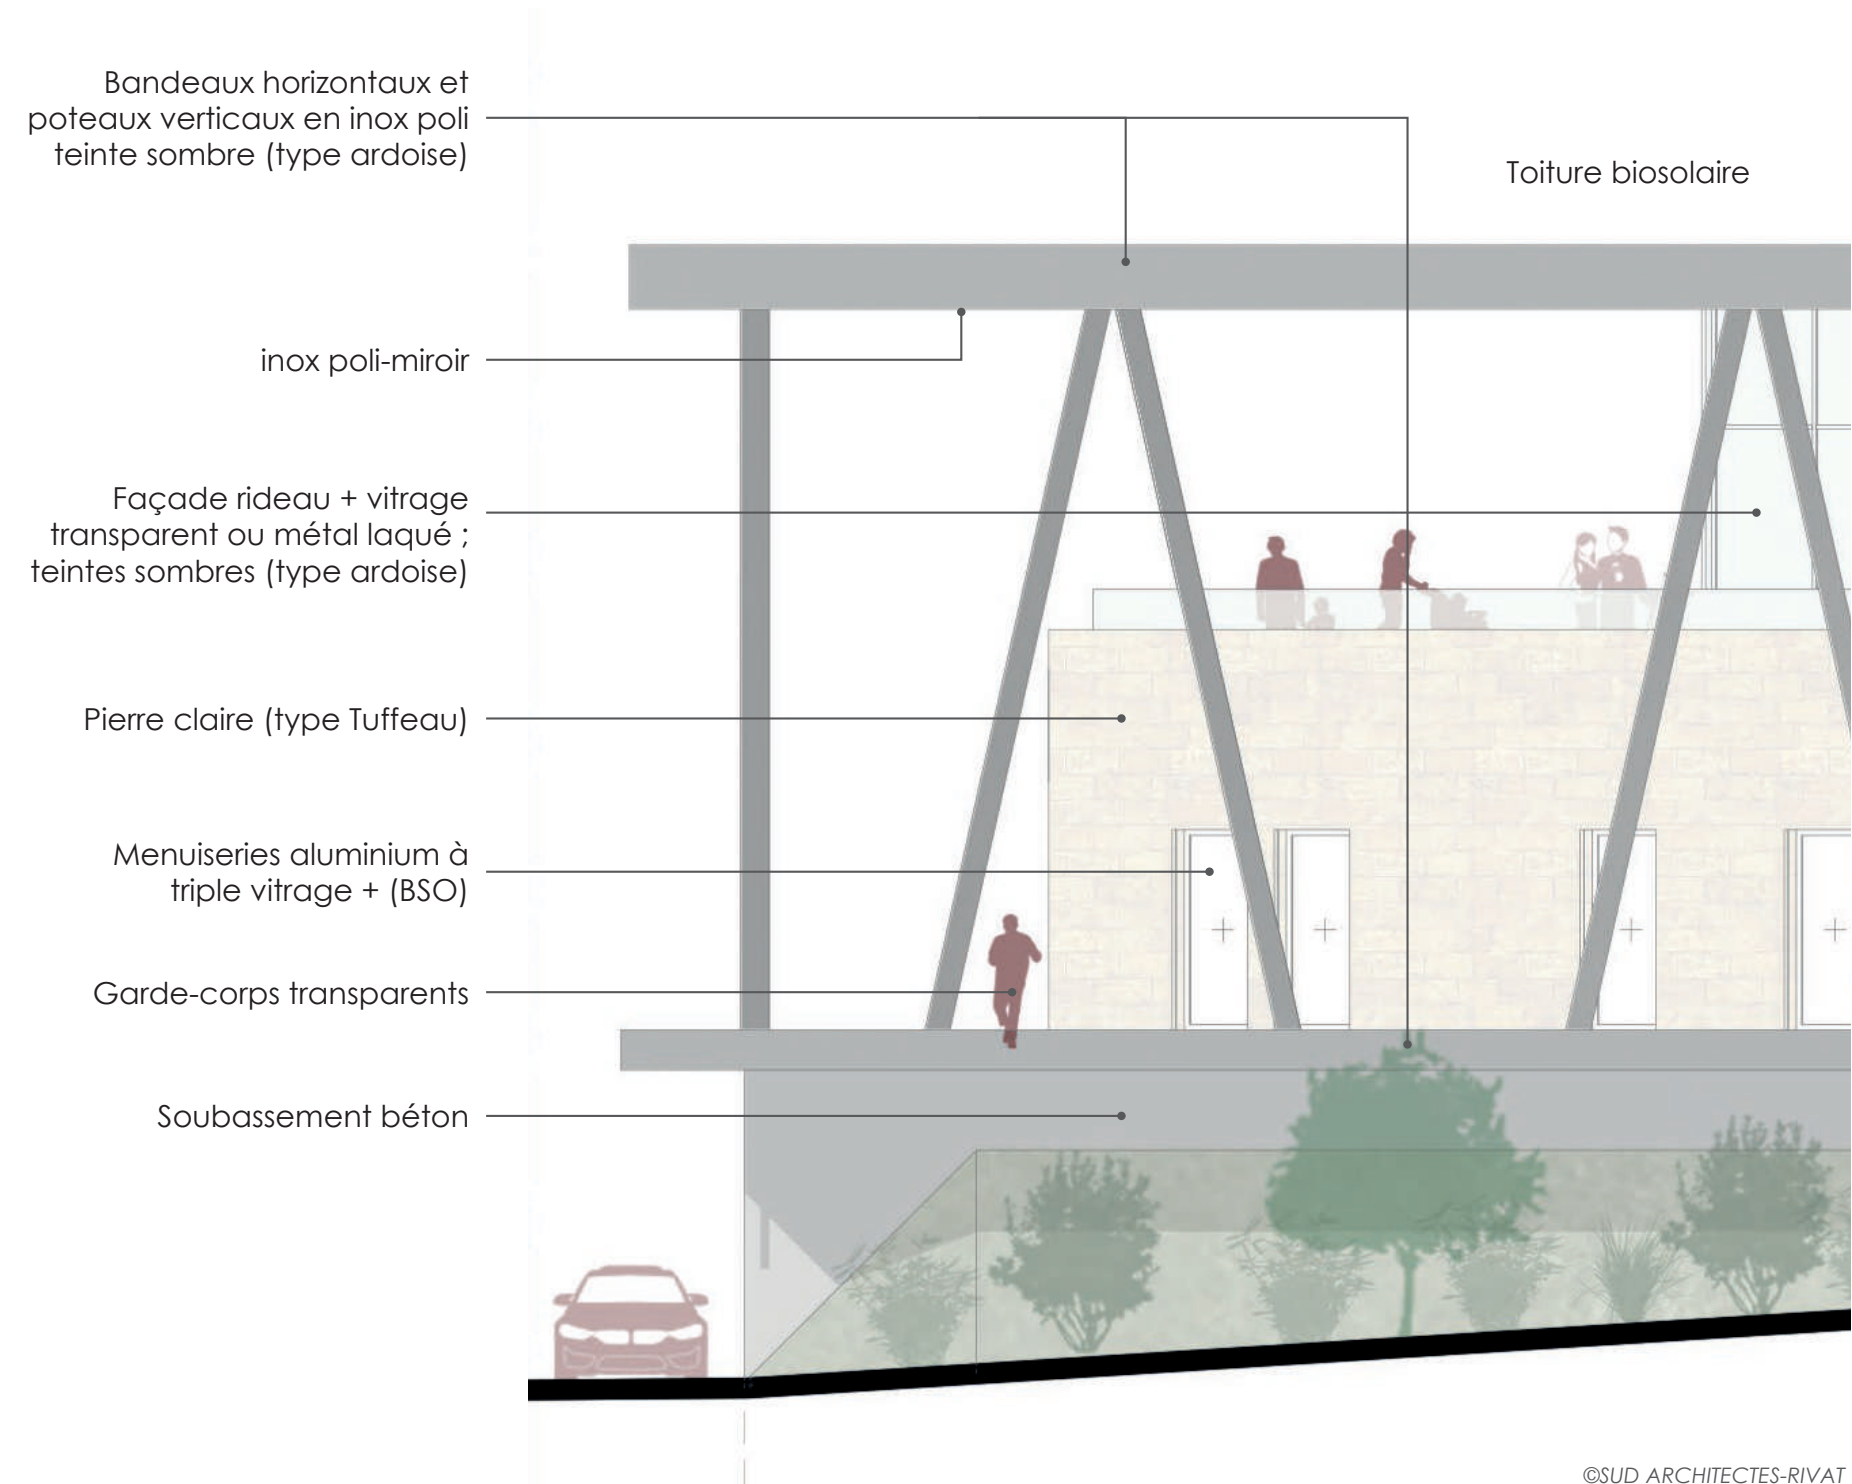 Bandeaux horizontaux et
poteaux verticaux en inox poli
teinte sombre (type ardoise)
Toiture biosolaire
inox poli-miroir
Façade rideau + vitrage
transparent ou métal laqué ;
teintes sombres (type ardoise)
Pierre claire (type Tuffeau)
Menuiseries aluminium à
triple vitrage + (BSO)
Garde-corps transparents
Soubassement béton
©SUD ARCHITECTES-RIVAT